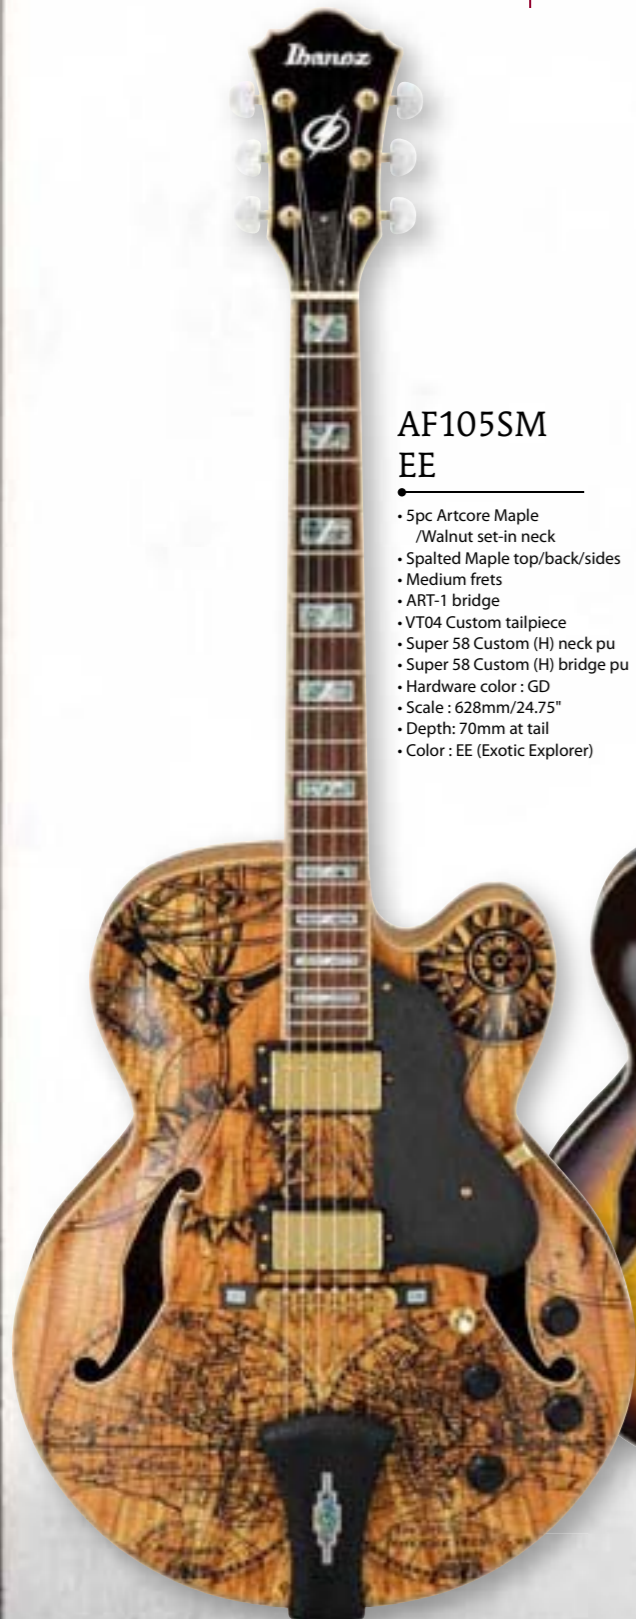 Ibanez
AF105SM
EE
• 5pc Artcore Maple
/Walnut set-in neck
• Spalted Maple top/back/sides
• Medium frets
• ART-1 bridge
• VT04 Custom tailpiece
• Super 58 Custom (H) neck pu
• Super 58 Custom (H) bridge pu
• Hardware color : GD
• Scale : 628mm/24.75"
• Depth: 70mm at tail
• Color : EE (Exotic Explorer)